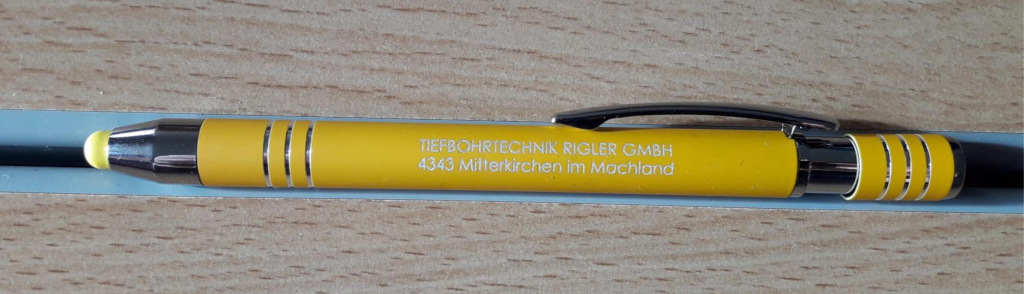 TIEFBOHRTECHNIK RIGLER GMBH
4343 Mitterkirchen im Machland